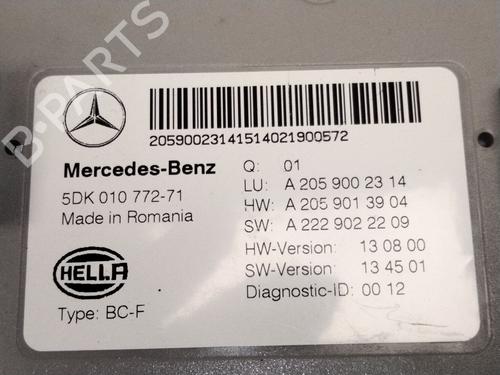 20590023141514021900572
Mercedes-Benz
Q: 01
5DK 010 772-71
LU: A 205 900 23 14
Made in Romania
HW: A 205 901 39 04
SW: A 222 902 22 09
HW-Version: 13 08 00
HELLA
SW-Version: 13 45 01
Type: BC-F
Diagnostic-ID: 00 12
B-PARTS